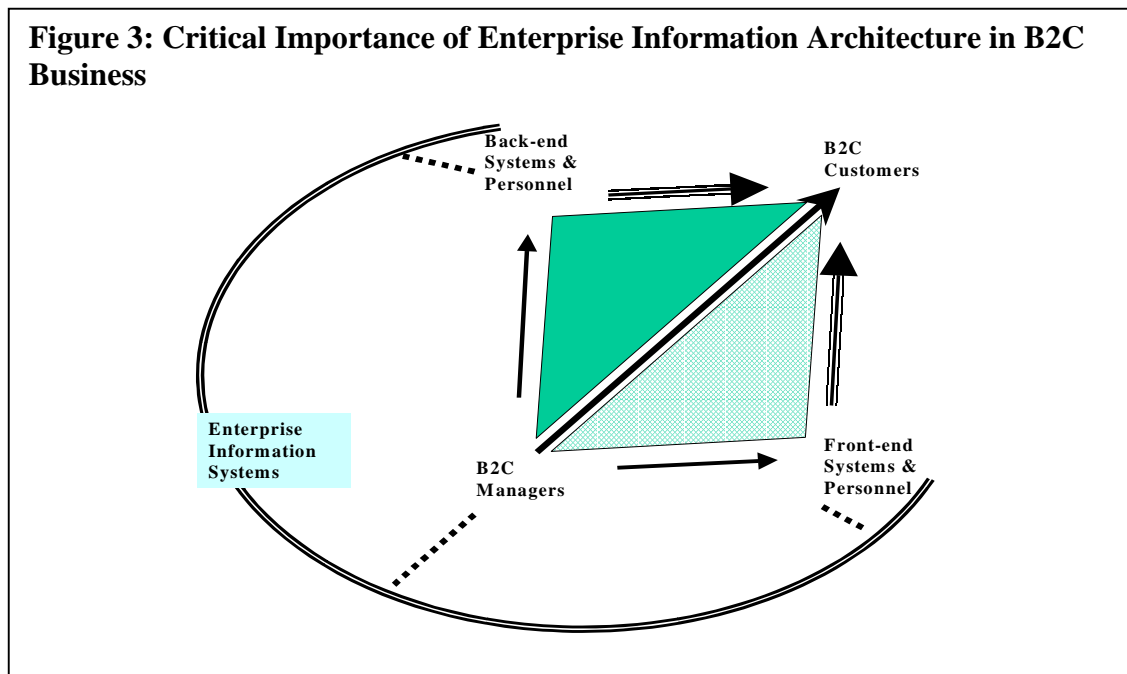 Figure 3: Critical Importance of Enterprise Information Architecture in B2C
Business
Back-end
Systems &
Personnel
B2C
Customers
Enterprise
Information
Systems
B2C
Managers
Front-end
Systems &
Personnel